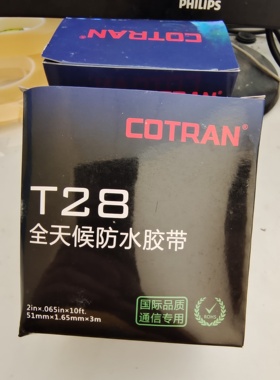 PHILIPS
COTRAN
COTRAN®
T28
全天候防水胶带
2in×.065in×10ft.
51mm×1.65mm×3m
国际品质
通信专用
ROHS